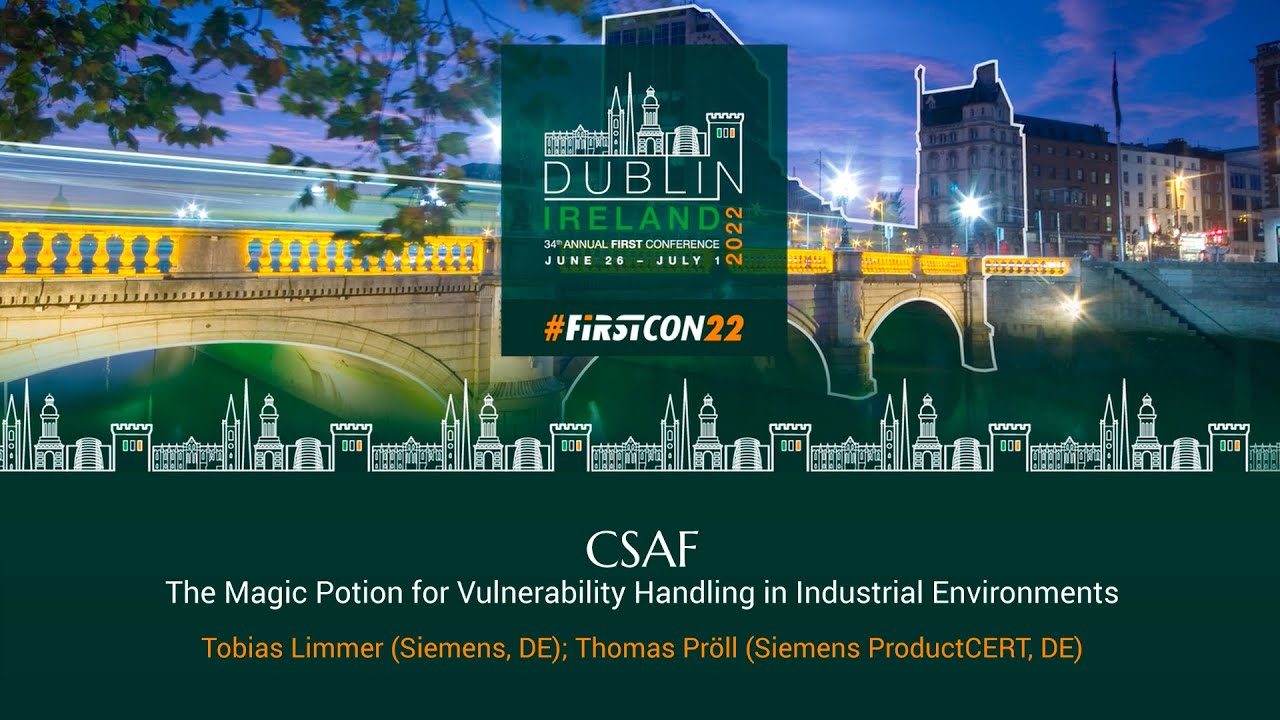 DUBLIN
IRELAND
2022
34th ANNUAL FIRST CONFERENCE
JUNE 26 – JULY 1
#FiRSTCON22
CSAF
The Magic Potion for Vulnerability Handling in Industrial Environments
Tobias Limmer (Siemens, DE); Thomas Pröll (Siemens ProductCERT, DE)